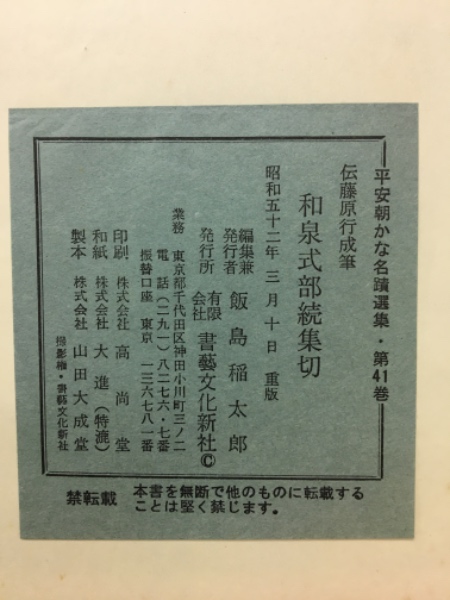 平安朝かな名蹟選集・第41巻
伝藤原行成筆
和泉式部続集切
昭和五十二年 三月十日 重版
編集兼発行者 飯島稲太郎
発行所 有限会社 書藝文化新社©
業務 東京都千代田区神田小川町三ノ二
電話(二九一)八二七六・七番
振替口座 東京 一三六七八一番
印刷 株式会社 高尚堂
和紙 株式会社 大進(特漉)
製本 株式会社 山田大成堂
撮影権・書藝文化新社
禁転載 本書を無断で他のものに転載する
ことは堅く禁じます。